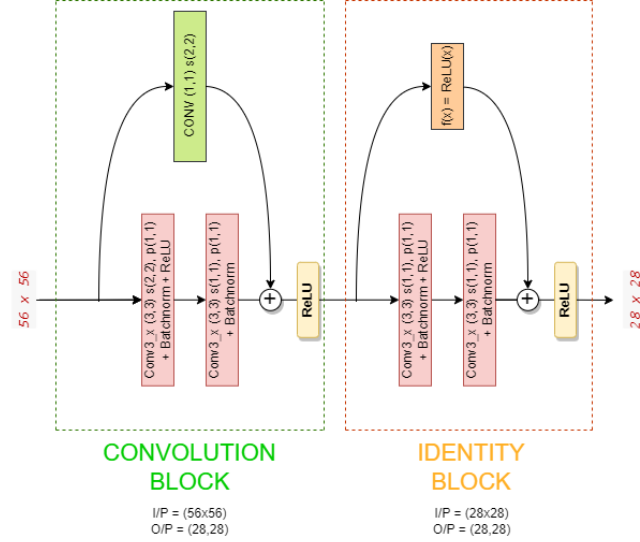 CONV (1,1) s(2,2)
f(x) = ReLU(x)
56 x 56
Conv3_x (3,3) s(2,2), p(1,1)
+ Batchnorm + ReLU
Conv3_x (3,3) s(1,1), p(1,1)
+ Batchnorm
+
ReLU
Conv3_x (3,3) s(1,1), p(1,1)
+ Batchnorm + ReLU
Conv3_x (3,3) s(1,1), p(1,1)
+ Batchnorm
+
ReLU
28 x 28
CONVOLUTION
BLOCK
I/P = (56x56)
O/P = (28,28)
IDENTITY
BLOCK
I/P = (28x28)
O/P = (28,28)